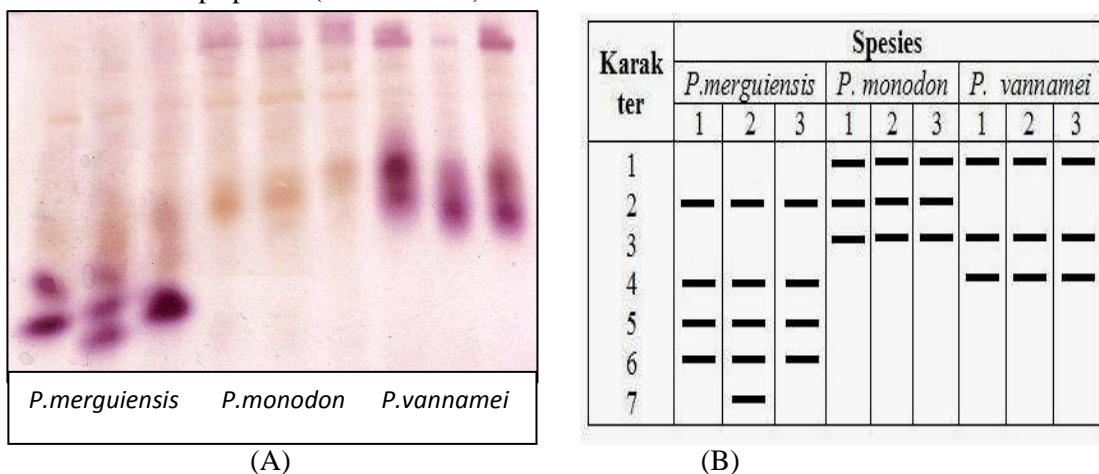 Karak
ter
Spesies
P.merguiensis P. monodon P. vannamei
1 2 3 1 2 3 1 2 3
1
2
3
4
5
6
7
P.merguiensis P.monodon P.vannamei
(A) (B)